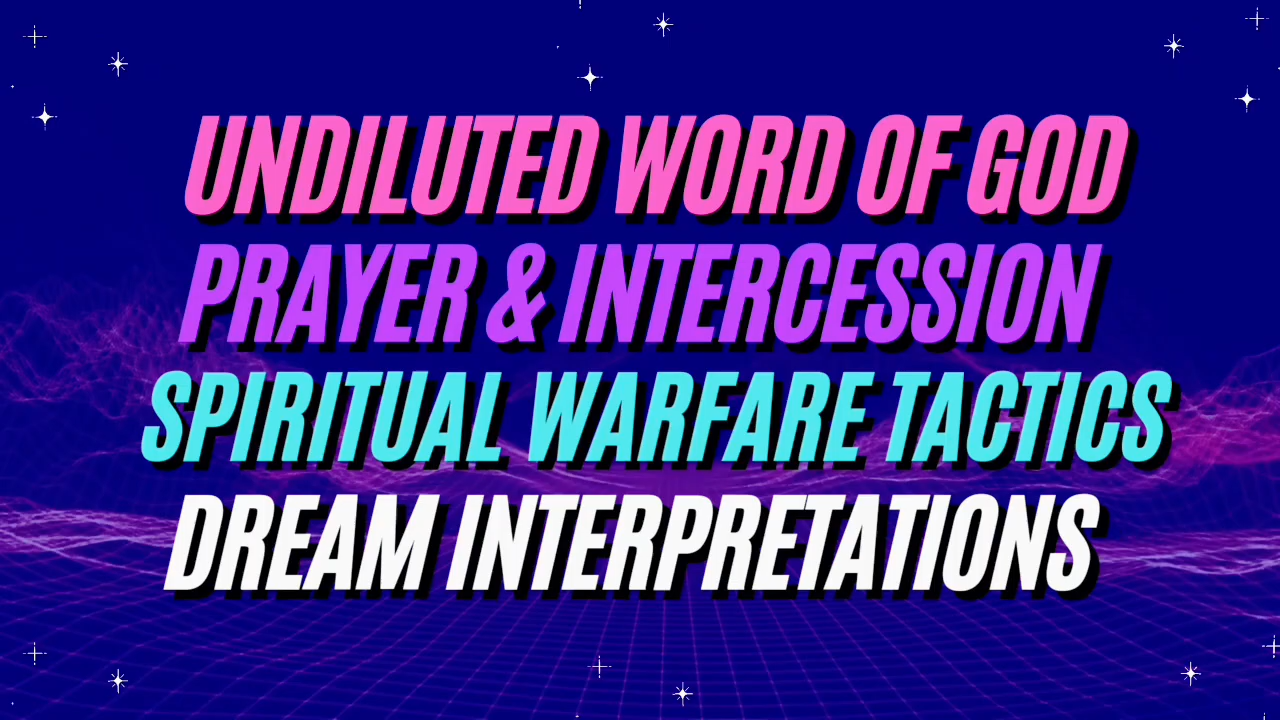 UNDILUTED WORD OF GOD
PRAYER & INTERCESSION
SPIRITUAL WARFARE TACTICS
DREAM INTERPRETATIONS